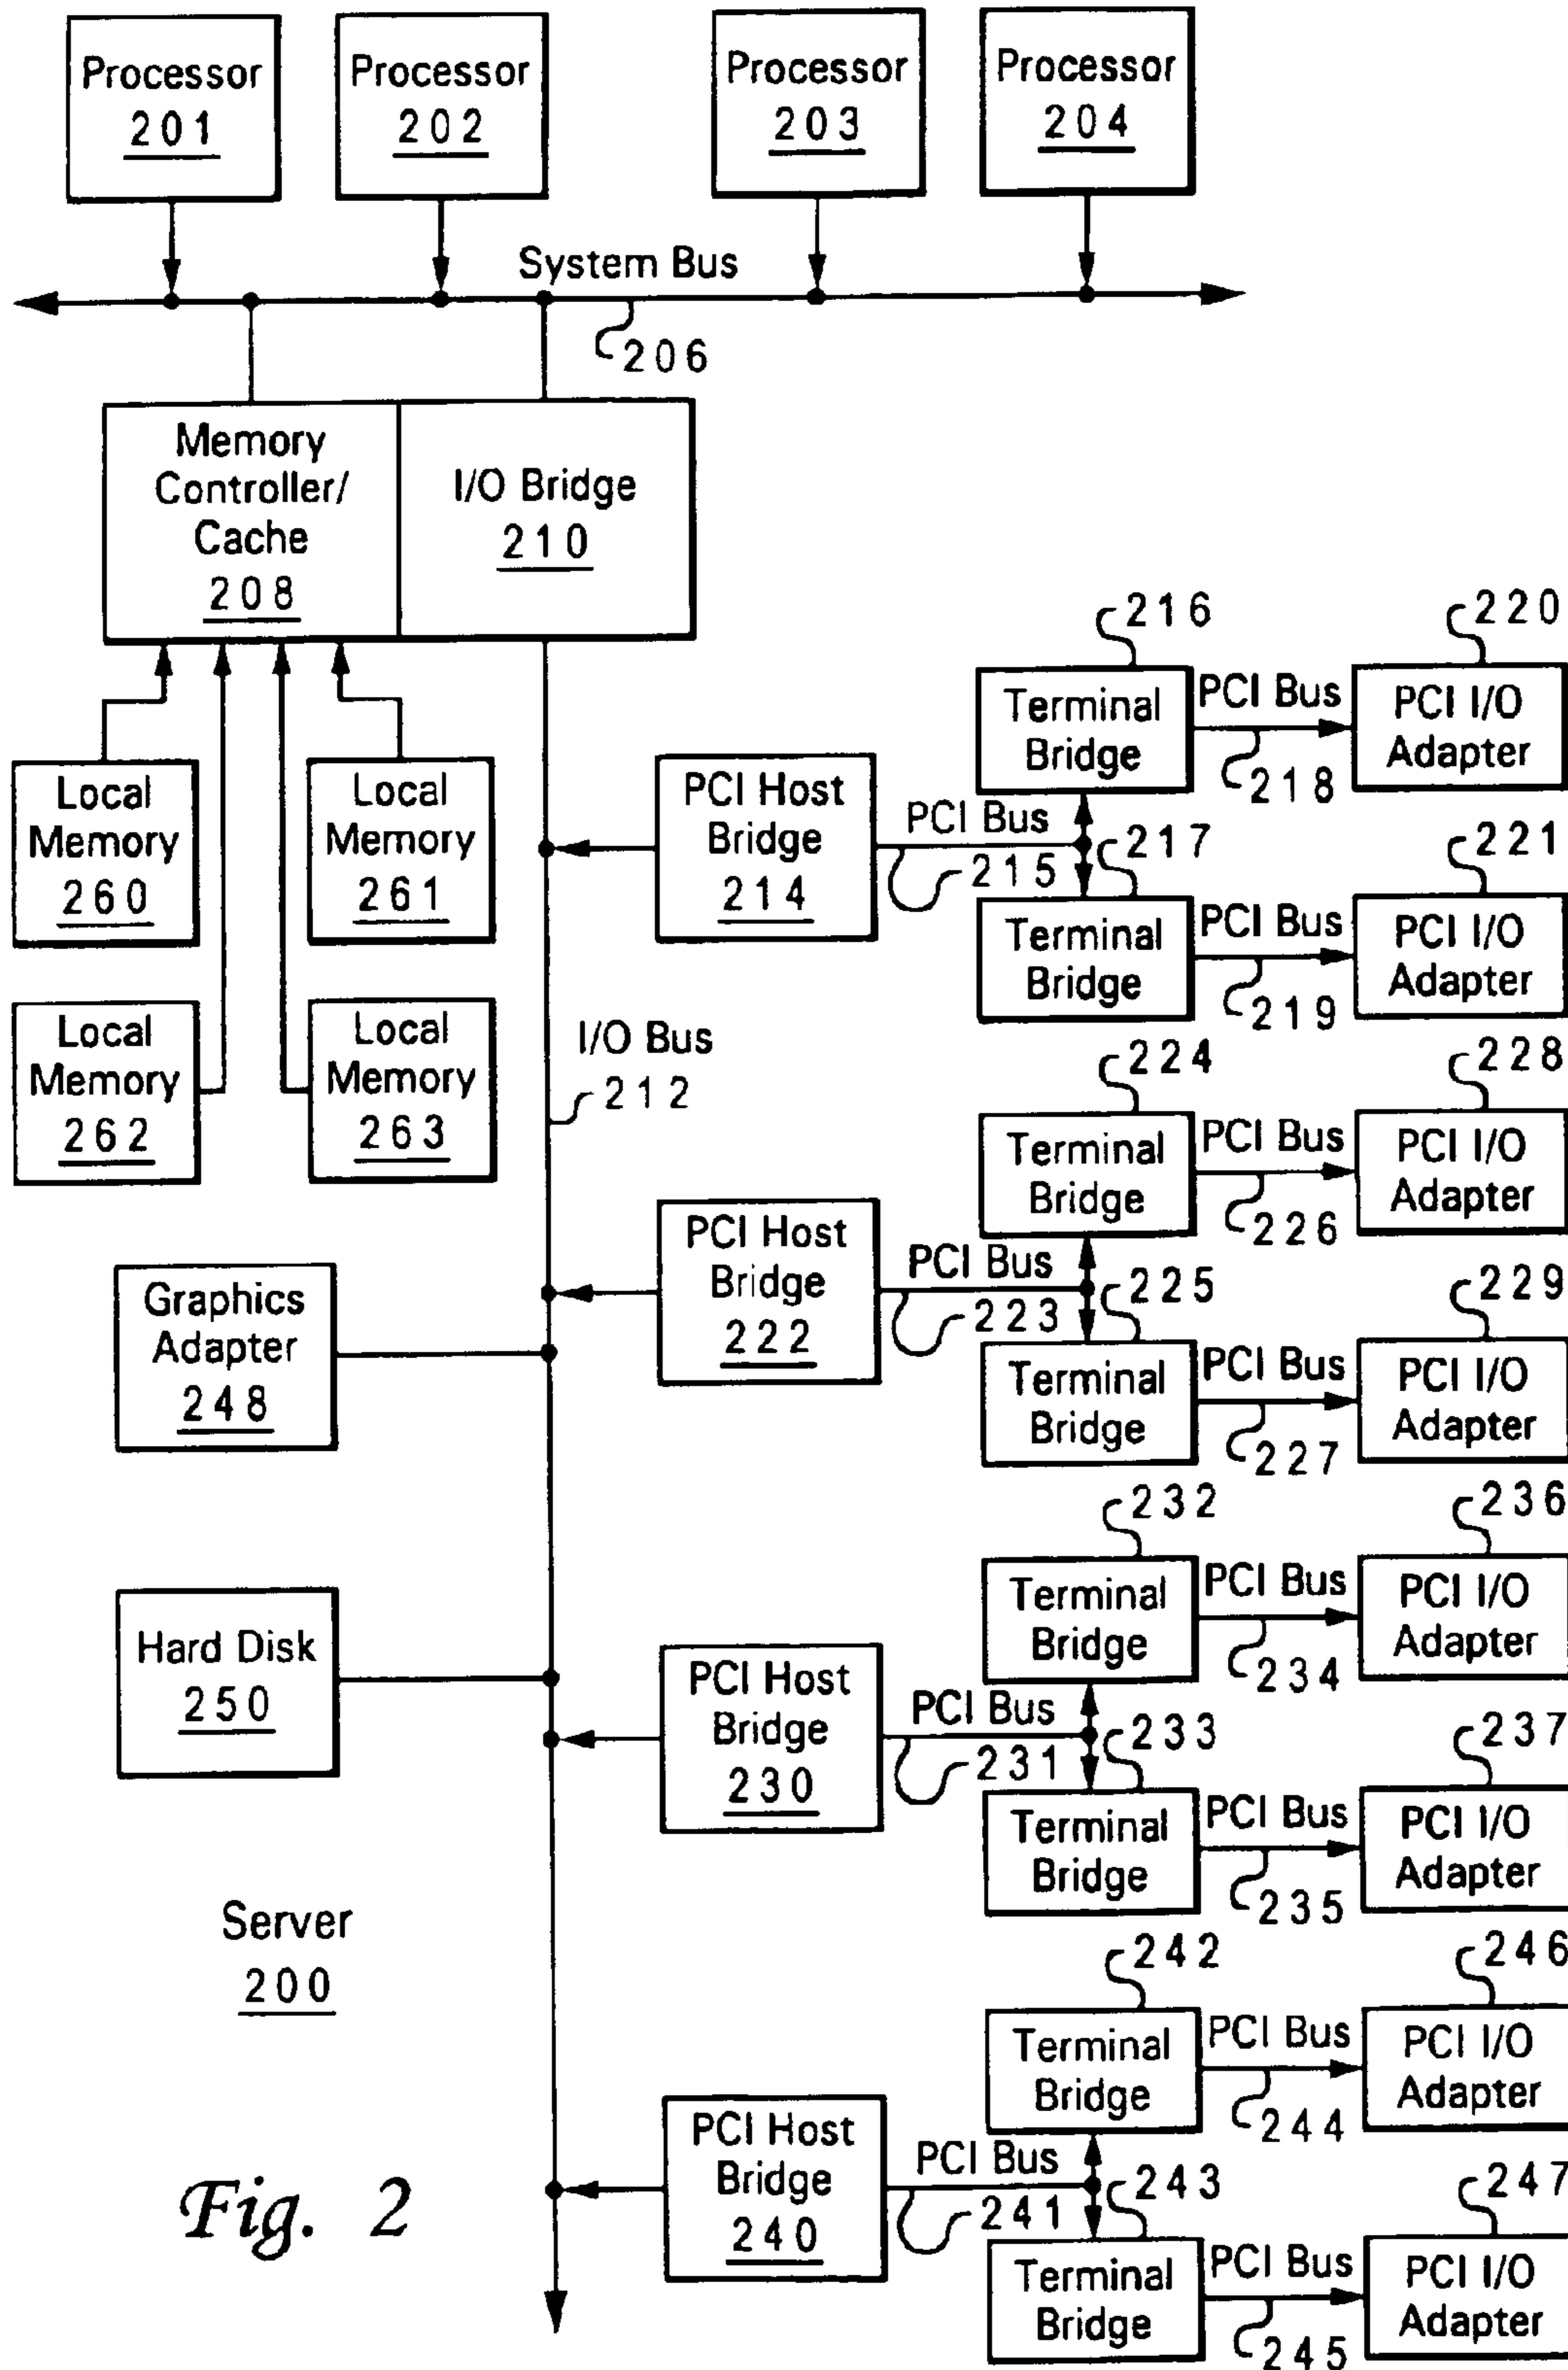 Processor
201
Processor
202
Processor
203
Processor
204
System Bus
206
Memory
Controller/
Cache
208
I/O Bridge
210
Local
Memory
260
Local
Memory
261
Local
Memory
262
Local
Memory
263
I/O Bus
212
PCI Host
Bridge
214
PCI Bus
215
216
Terminal
Bridge
PCI Bus
218
220
PCI I/O
Adapter
217
Terminal
Bridge
PCI Bus
219
221
PCI I/O
Adapter
PCI Host
Bridge
222
PCI Bus
223
224
Terminal
Bridge
PCI Bus
226
228
PCI I/O
Adapter
225
Terminal
Bridge
PCI Bus
227
229
PCI I/O
Adapter
Graphics
Adapter
248
Hard Disk
250
PCI Host
Bridge
230
PCI Bus
231
232
Terminal
Bridge
PCI Bus
234
236
PCI I/O
Adapter
233
Terminal
Bridge
PCI Bus
235
237
PCI I/O
Adapter
Server
200
PCI Host
Bridge
240
PCI Bus
241
242
Terminal
Bridge
PCI Bus
244
246
PCI I/O
Adapter
243
Terminal
Bridge
PCI Bus
245
247
PCI I/O
Adapter
Fig. 2